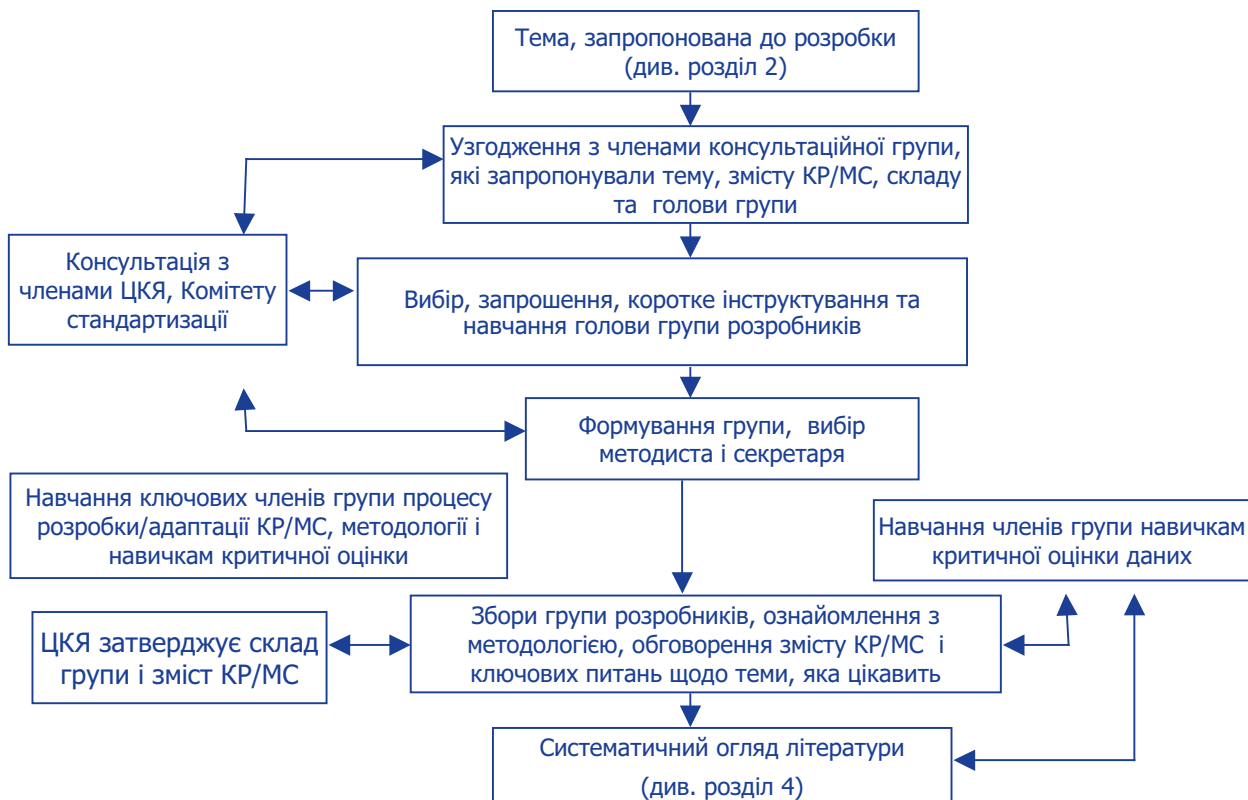 Тема, запропонована до розробки
(див. розділ 2)
Узгодження з членами консультаційної групи,
які запропонували тему, змісту КР/МС, складу
та голови групи
Консультація з
членами ЦКЯ, Комітету
стандартизації
Вибір, запрошення, коротке інструктування та
навчання голови групи розробників
Формування групи, вибір
методиста і секретаря
Навчання ключових членів групи процесу
розробки/адаптації КР/МС, методології і
навичкам критичної оцінки
Навчання членів групи навичкам
критичної оцінки даних
ЦКЯ затверджує склад
групи і зміст КР/МС
Збори групи розробників, ознайомлення з
методологією, обговорення змісту КР/МС і
ключових питань щодо теми, яка цікавить
Систематичний огляд літератури
(див. розділ 4)